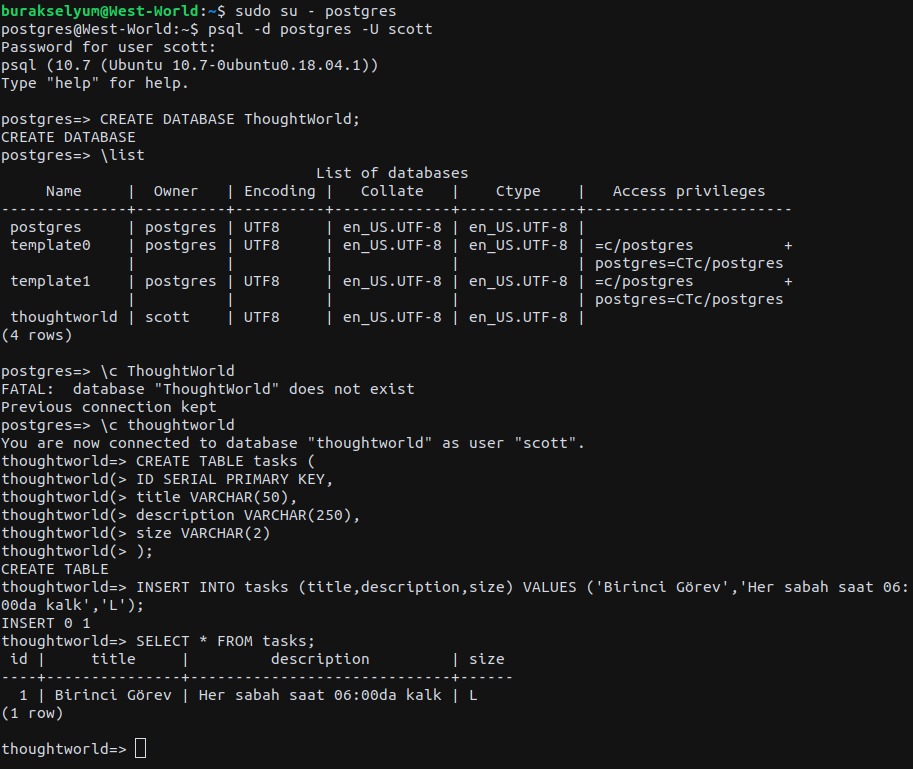 burakselyum@West-World:~$ sudo su - postgres
postgres@West-World:~$ psql -d postgres -U scott
Password for user scott:
psql (10.7 (Ubuntu 10.7-0ubuntu0.18.04.1))
Type "help" for help.

postgres=> CREATE DATABASE ThoughtWorld;
CREATE DATABASE
postgres=> \list
                                   List of databases
     Name     |  Owner   | Encoding |   Collate   |    Ctype    |   Access privileges
--------------+----------+----------+-------------+-------------+-----------------------
 postgres     | postgres | UTF8     | en_US.UTF-8 | en_US.UTF-8 |
 template0    | postgres | UTF8     | en_US.UTF-8 | en_US.UTF-8 | =c/postgres          +
              |          |          |             |             | postgres=CTc/postgres
 template1    | postgres | UTF8     | en_US.UTF-8 | en_US.UTF-8 | =c/postgres          +
              |          |          |             |             | postgres=CTc/postgres
 thoughtworld | scott    | UTF8     | en_US.UTF-8 | en_US.UTF-8 |
(4 rows)

postgres=> \c ThoughtWorld
FATAL:  database "ThoughtWorld" does not exist
Previous connection kept
postgres=> \c thoughtworld
You are now connected to database "thoughtworld" as user "scott".
thoughtworld=> CREATE TABLE tasks (
thoughtworld(> ID SERIAL PRIMARY KEY,
thoughtworld(> title VARCHAR(50),
thoughtworld(> description VARCHAR(250),
thoughtworld(> size VARCHAR(2)
thoughtworld(> );
CREATE TABLE
thoughtworld=> INSERT INTO tasks (title,description,size) VALUES ('Birinci Görev','Her sabah saat 06:
00da kalk','L');
INSERT 0 1
thoughtworld=> SELECT * FROM tasks;
 id |     title     |         description         | size
----+---------------+-----------------------------+------
  1 | Birinci Görev | Her sabah saat 06:00da kalk | L
(1 row)

thoughtworld=>